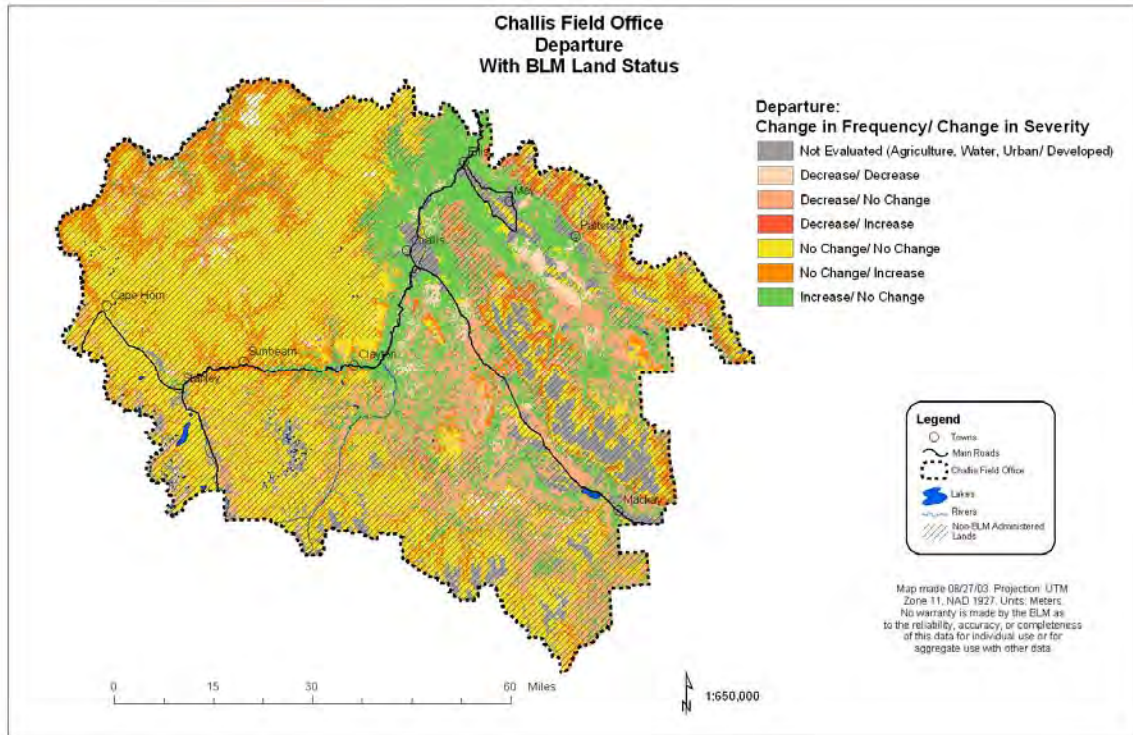 Challis Field Office
Departure
With BLM Land Status
Departure:
Change in Frequency/ Change in Severity
Not Evaluated (Agriculture, Water, Urban/ Developed)
Decrease/ Decrease
Decrease/ No Change
Decrease/ Increase
No Change/ No Change
No Change/ Increase
Increase/ No Change
Ellis
May
Patterson
Challis
Cape Horn
Sunbeam
Clayton
Stanley
Mackay
Legend
Towns
Main Roads
Challis Field Office
Lakes
Rivers
Non-BLM Administered
Lands
Map made 08/27/03. Projection: UTM
Zone 11, NAD 1927. Units: Meters.
No warranty is made by the BLM as
to the reliability, accuracy, or completeness
of this data for individual use or for
aggregate use with other data
0 15 30 60 Miles
N
1:650,000